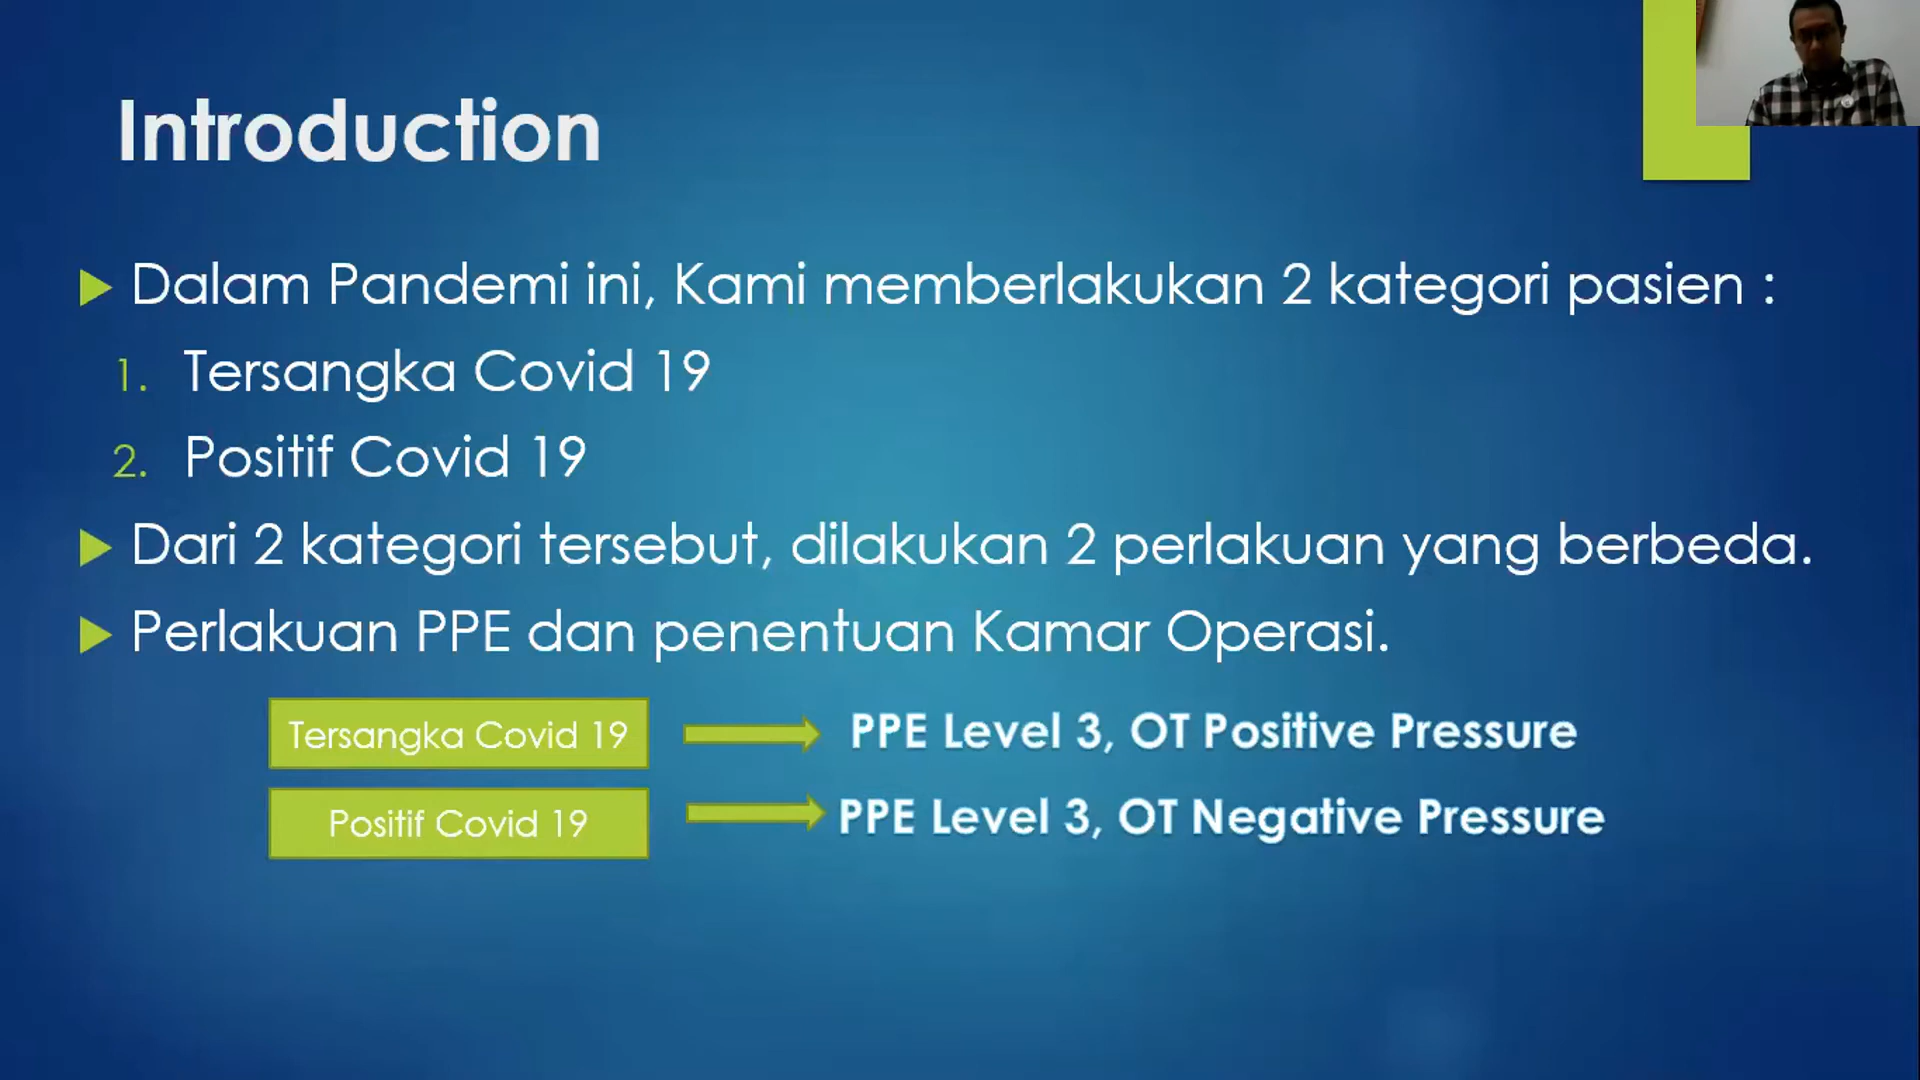 Introduction
Dalam Pandemi ini, Kami memberlakukan 2 kategori pasien :
1. Tersangka Covid 19
2. Positif Covid 19
Dari 2 kategori tersebut, dilakukan 2 perlakuan yang berbeda.
Perlakuan PPE dan penentuan Kamar Operasi.
Tersangka Covid 19
PPE Level 3, OT Positive Pressure
Positif Covid 19
PPE Level 3, OT Negative Pressure